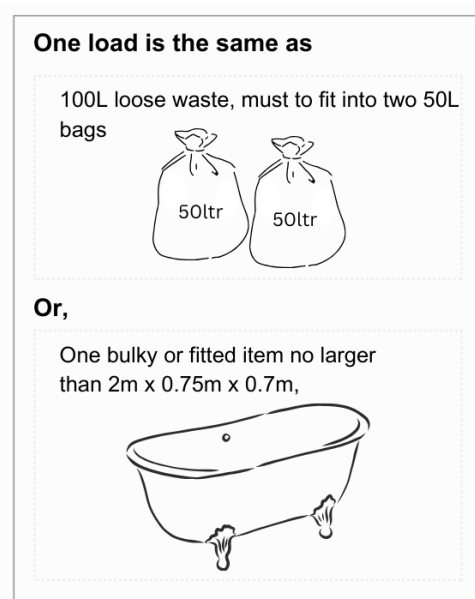 One load is the same as
100L loose waste, must to fit into two 50L
bags
50ltr
50ltr
Or,
One bulky or fitted item no larger
than 2m x 0.75m x 0.7m,